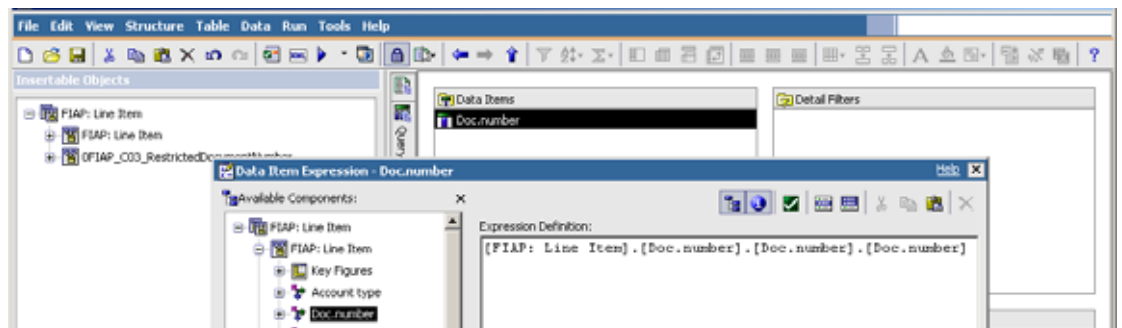 File Edit View Structure Table Data Run Tools Help
Insertable Objects
FIAP: Line Item
FIAP: Line Item
0FIAP_C03_RestrictedDocumentNumber
Query
Data Items
Doc.number
Detail Filters
Data Item Expression - Doc.number
Help
Available Components:
FIAP: Line Item
FIAP: Line Item
Key Figures
Account type
Doc.number
Expression Definition:
[FIAP: Line Item].[Doc.number].[Doc.number].[Doc.number]